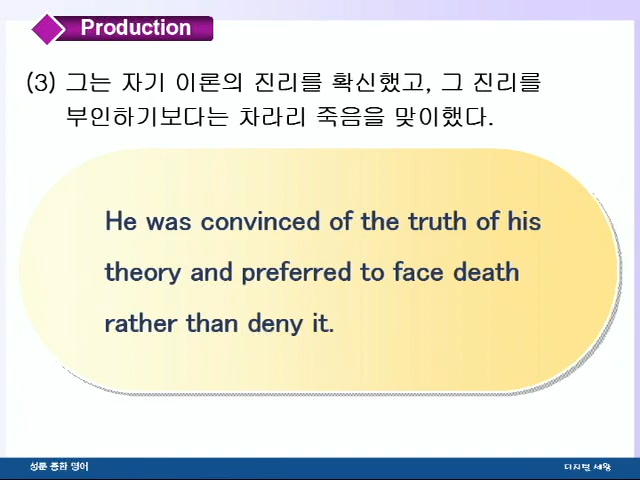 Production
(3) 그는 자기 이론의 진리를 확신했고, 그 진리를
부인하기보다는 차라리 죽음을 맞이했다.
He was convinced of the truth of his
theory and preferred to face death
rather than deny it.
성문 종합 영어
디지털 세왕